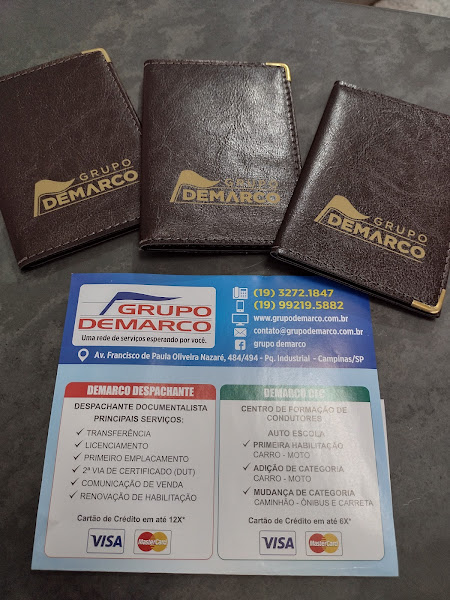 GRUPO
DEMARCO
GRUPO
DEMARCO
GRUPO
DEMARCO
GRUPO
DEMARCO
Uma rede de serviços esperando por você.
(19) 3272.1847
(19) 99219.5882
www.grupodemarco.com.br
contato@grupodemarco.com.br
grupo demarco
Av. Francisco de Paula Oliveira Nazaré, 484/494 - Pq. Industrial - Campinas/SP
DEMARCO DESPACHANTE
DESPACHANTE DOCUMENTALISTA
PRINCIPAIS SERVIÇOS:
✓ TRANSFERÊNCIA
✓ LICENCIAMENTO
✓ PRIMEIRO EMPLACAMENTO
✓ 2ª VIA DE CERTIFICADO (DUT)
✓ COMUNICAÇÃO DE VENDA
✓ RENOVAÇÃO DE HABILITAÇÃO
Cartão de Crédito em até 12X*
VISA MasterCard
DEMARCO CFC
CENTRO DE FORMAÇÃO DE
CONDUTORES
AUTO ESCOLA
✓ PRIMEIRA HABILITAÇÃO
CARRO - MOTO
✓ ADIÇÃO DE CATEGORIA
CARRO - MOTO
✓ MUDANÇA DE CATEGORIA
CAMINHÃO - ÔNIBUS E CARRETA
Cartão de Crédito em até 6X*
VISA MasterCard